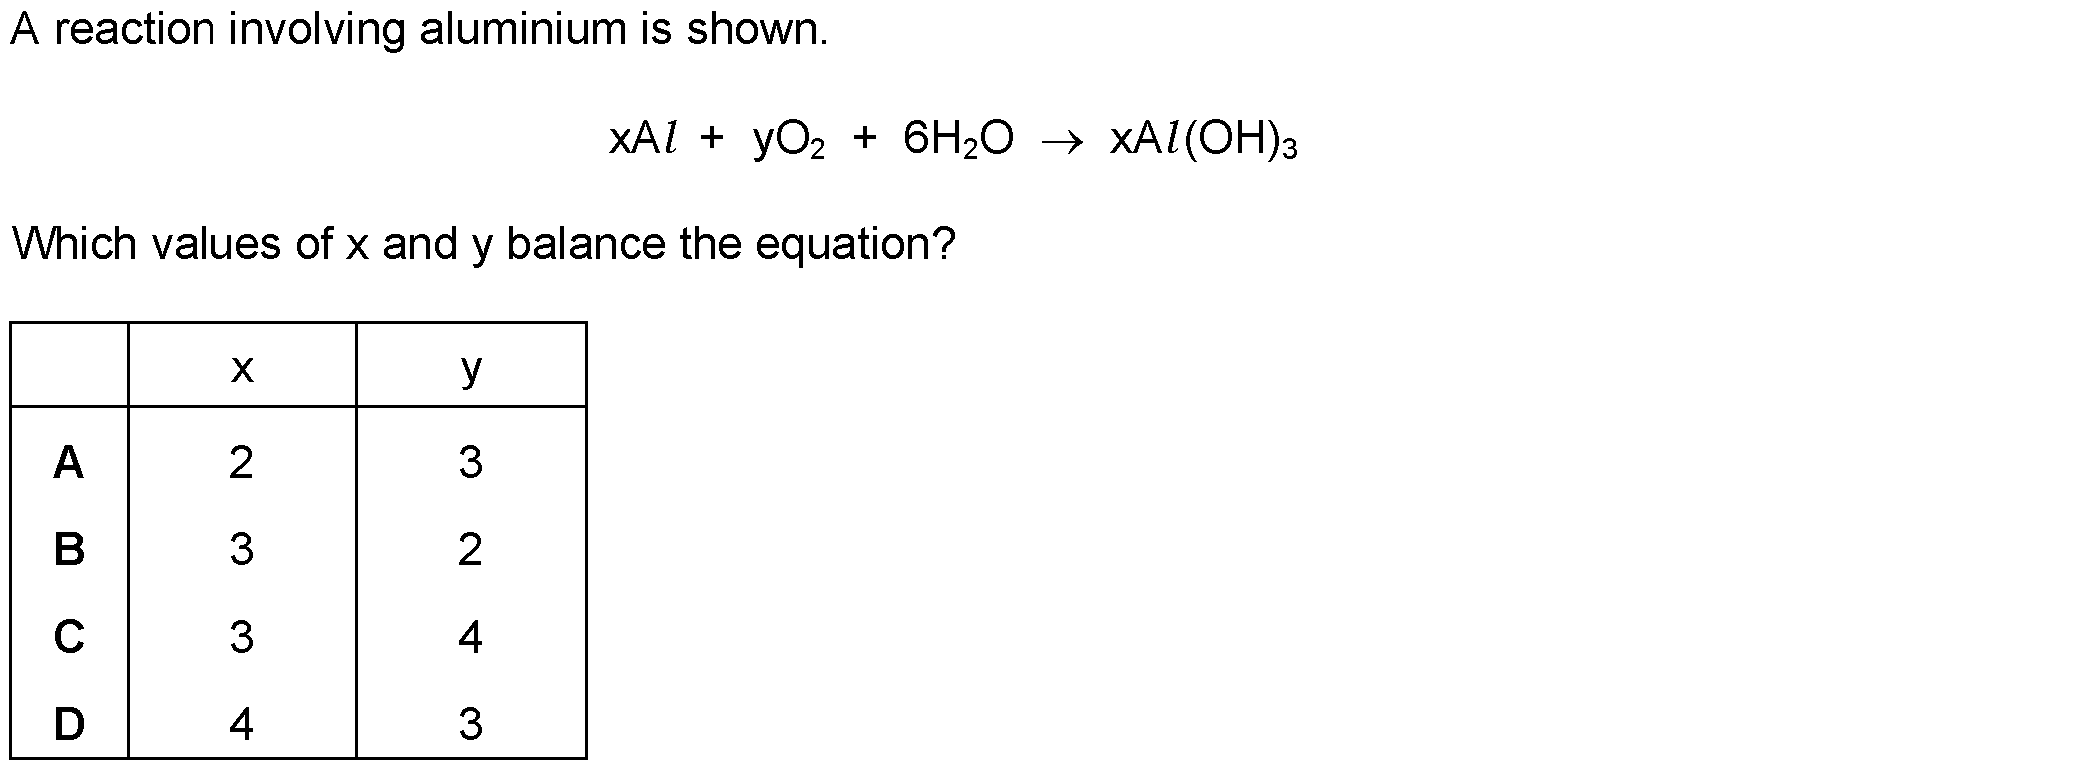 A reaction involving aluminium is shown.
xAl + yO₂ + 6H₂O → xAl(OH)₃
Which values of x and y balance the equation?
x y
A 2 3
B 3 2
C 3 4
D 4 3